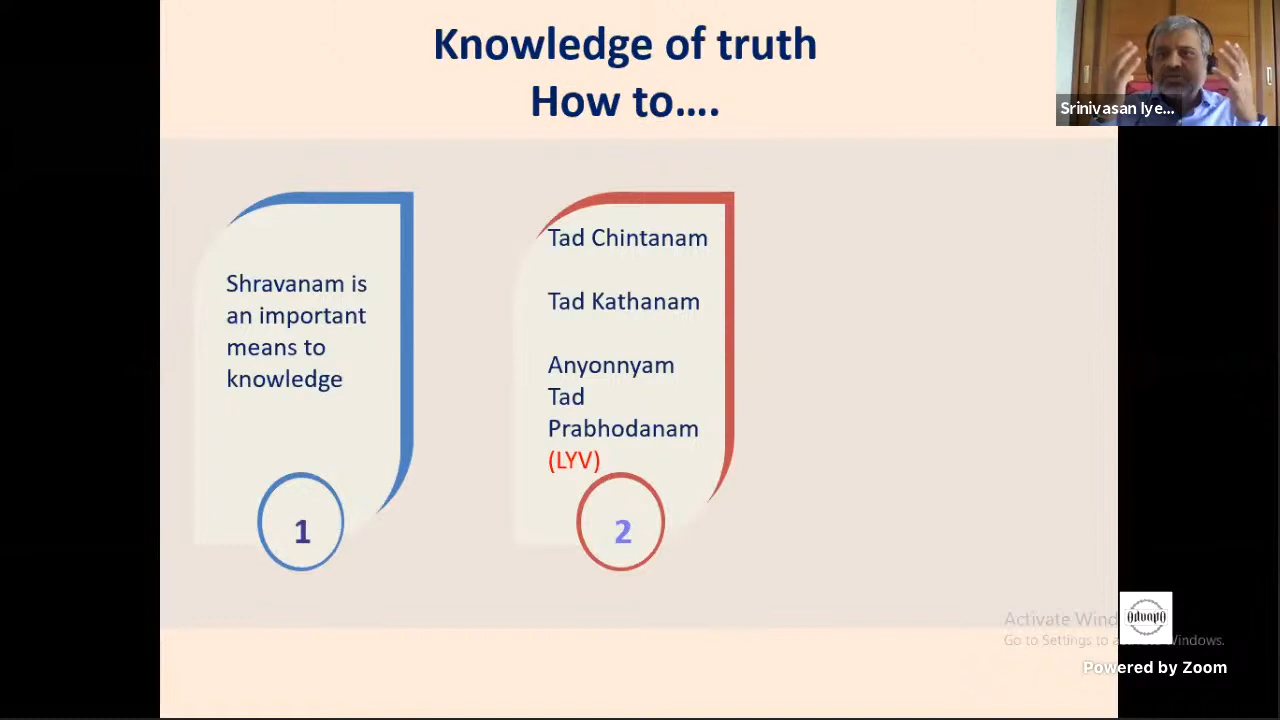 Knowledge of truth
How to....
Srinivasan Iye...
Shravanam is
an important
means to
knowledge
1
Tad Chintanam
Tad Kathanam
Anyonnyam
Tad
Prabhodanam
(LYV)
2
Activate Wind
Go to Settings to a Windows.
Powered by Zoom